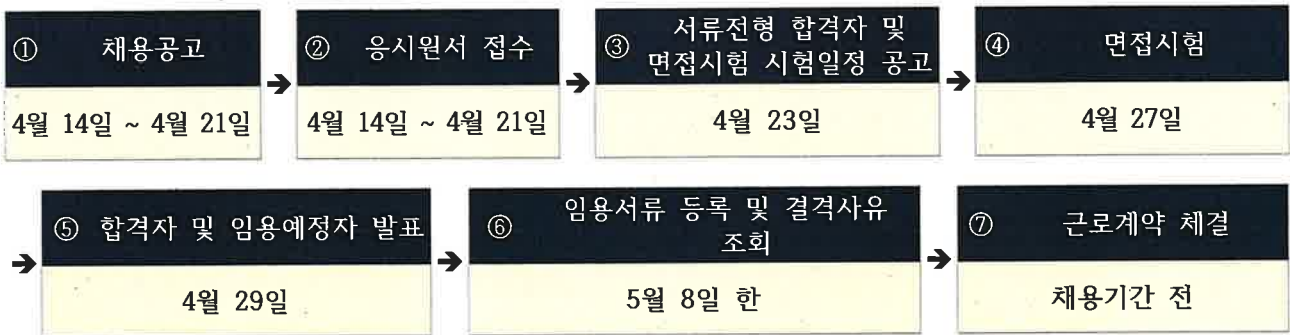 ① 채용공고
4월 14일 ~ 4월 21일
② 응시원서 접수
4월 14일 ~ 4월 21일
③ 서류전형 합격자 및
면접시험 시험일정 공고
4월 23일
④ 면접시험
4월 27일
⑤ 합격자 및 임용예정자 발표
4월 29일
⑥ 임용서류 등록 및 결격사유
조회
5월 8일 한
⑦ 근로계약 체결
채용기간 전